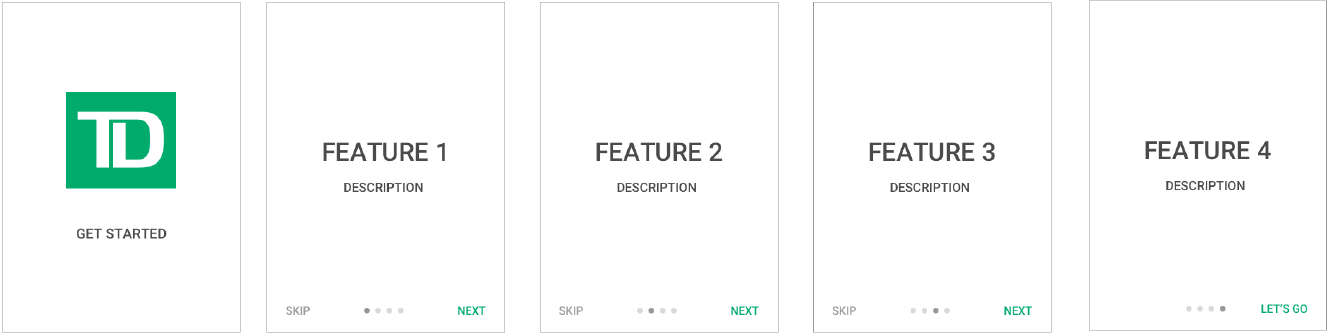 TD
GET STARTED
FEATURE 1
DESCRIPTION
SKIP
NEXT
FEATURE 2
DESCRIPTION
SKIP
NEXT
FEATURE 3
DESCRIPTION
SKIP
NEXT
FEATURE 4
DESCRIPTION
LET'S GO